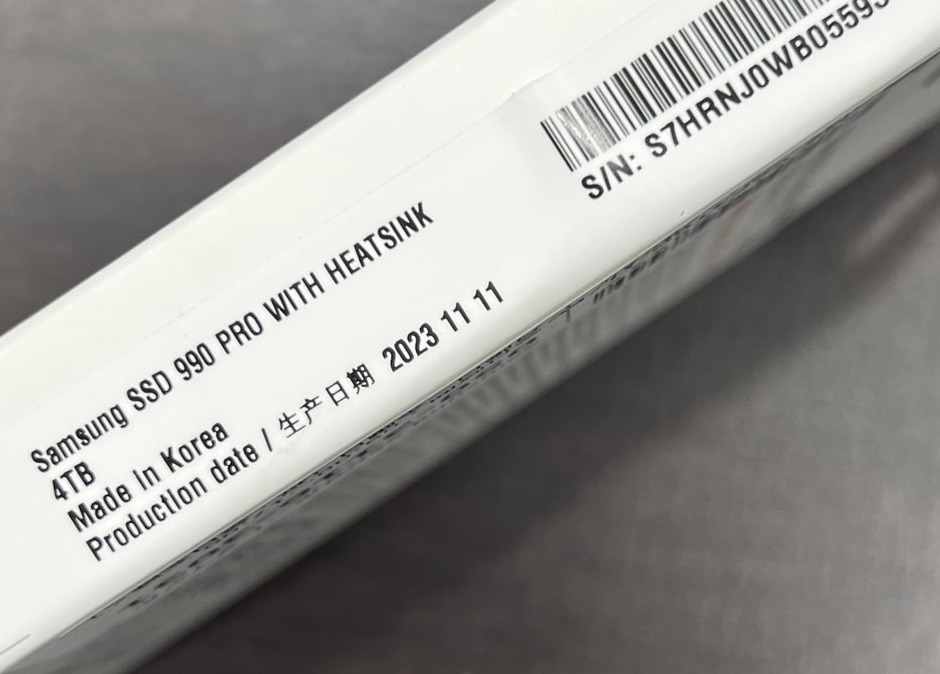 Samsung SSD 990 PRO WITH HEATSINK
4TB
Made In Korea
Production date / 生产日期 2023 11 11
S/N: S7HRNJ0WB05593